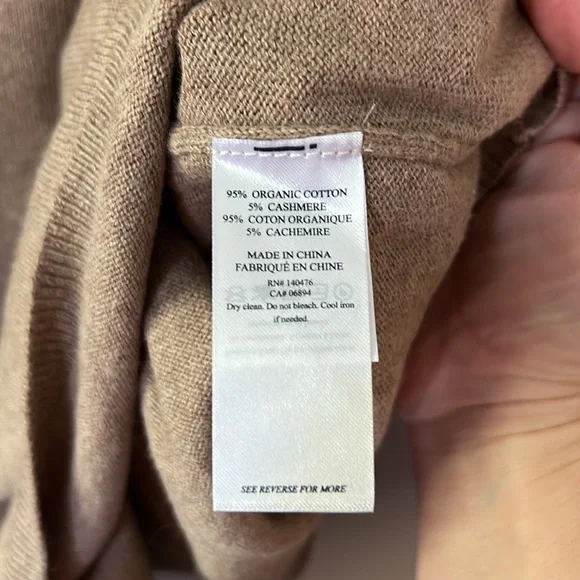 95% ORGANIC COTTON
5% CASHMERE
95% COTON ORGANIQUE
5% CACHEMIRE
MADE IN CHINA
FABRIQUÉ EN CHINE
RN# 140476
CA# 06894
Dry clean. Do not bleach. Cool iron
if needed.
SEE REVERSE FOR MORE